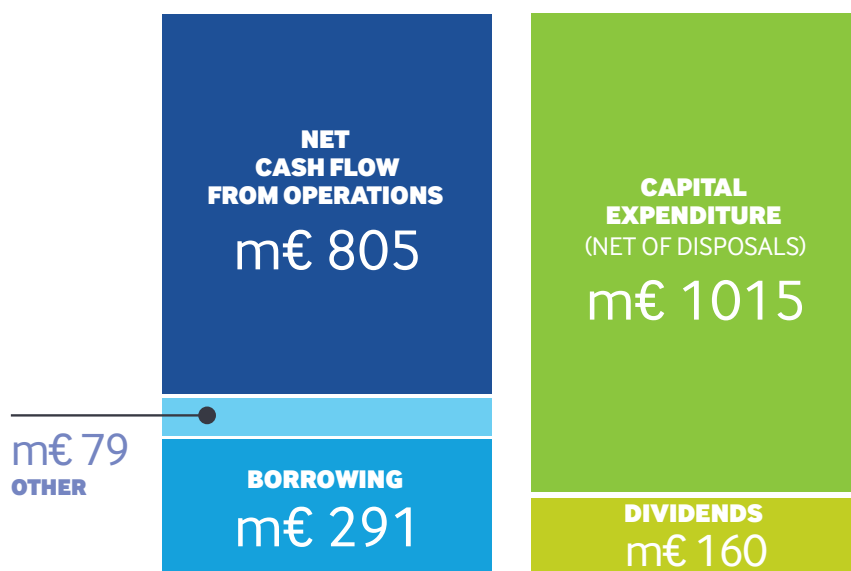 NET
CASH FLOW
FROM OPERATIONS
m€ 805
m€ 79
OTHER
BORROWING
m€ 291
CAPITAL
EXPENDITURE
(NET OF DISPOSALS)
m€ 1015
DIVIDENDS
m€ 160